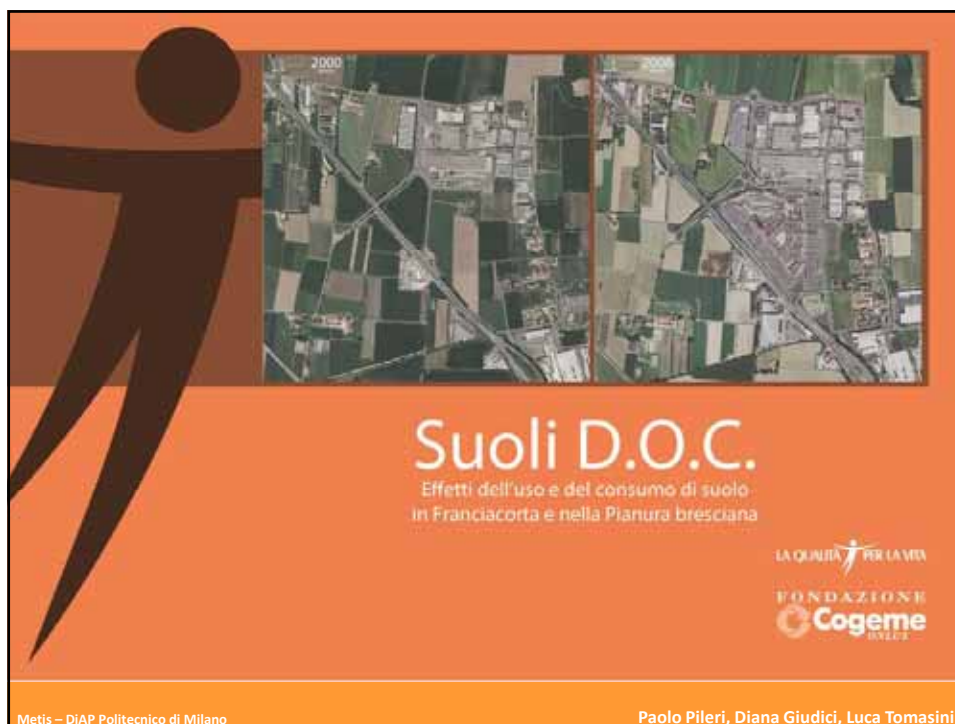 2000
Suoli D.O.C.
Effetti dell'uso e del consumo di suolo
in Franciacorta e nella Pianura bresciana
LA QUALITÀ PER LA VITA
FONDAZIONE
Cogeme
ONLUS
Metis – DiAP Politecnico di Milano
Paolo Pileri, Diana Giudici, Luca Tomasini